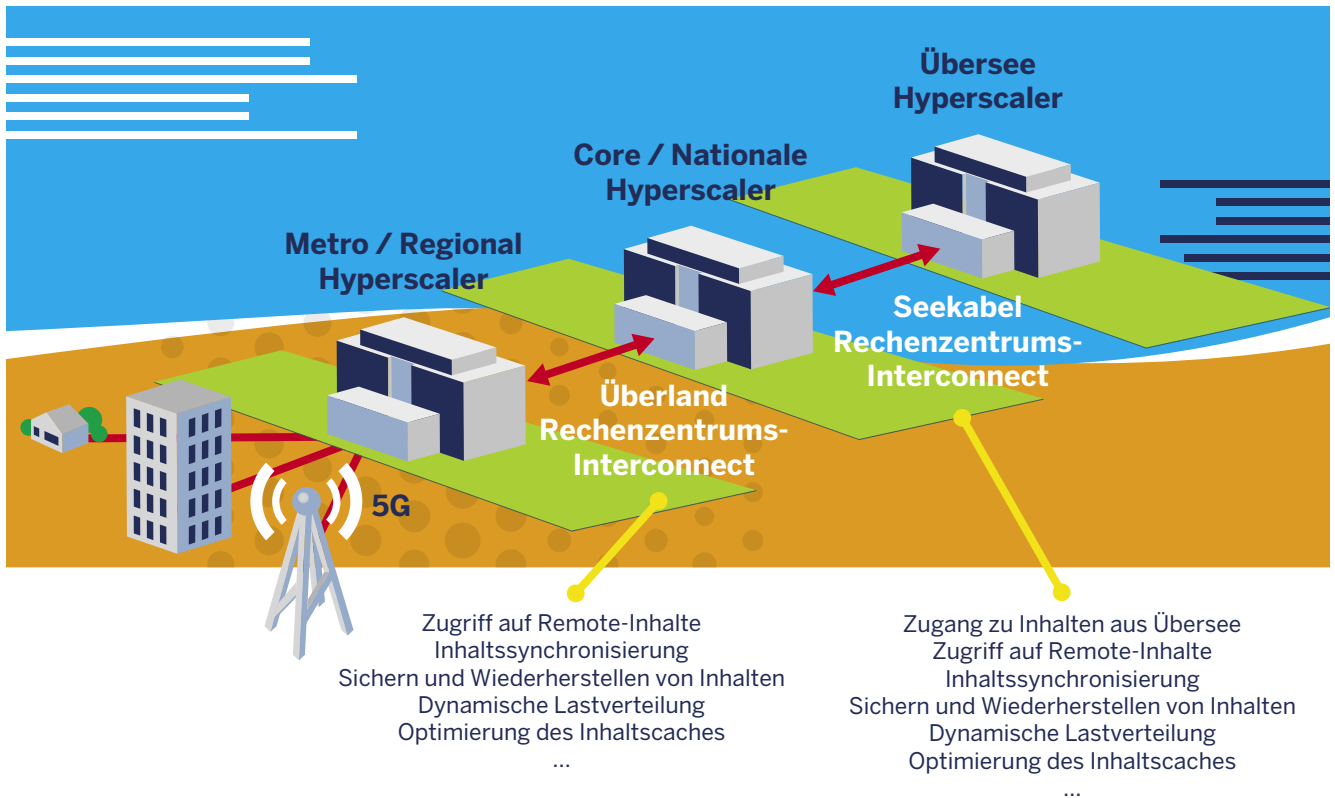 Übersee
Hyperscaler
Core / Nationale
Hyperscaler
Metro / Regional
Hyperscaler
Seekabel
Rechenzentrums-
Interconnect
Überland
Rechenzentrums-
Interconnect
5G
Zugriff auf Remote-Inhalte
Inhaltssynchronisierung
Sichern und Wiederherstellen von Inhalten
Dynamische Lastverteilung
Optimierung des Inhaltscaches
...
Zugang zu Inhalten aus Übersee
Zugriff auf Remote-Inhalte
Inhaltssynchronisierung
Sichern und Wiederherstellen von Inhalten
Dynamische Lastverteilung
Optimierung des Inhaltscaches
...